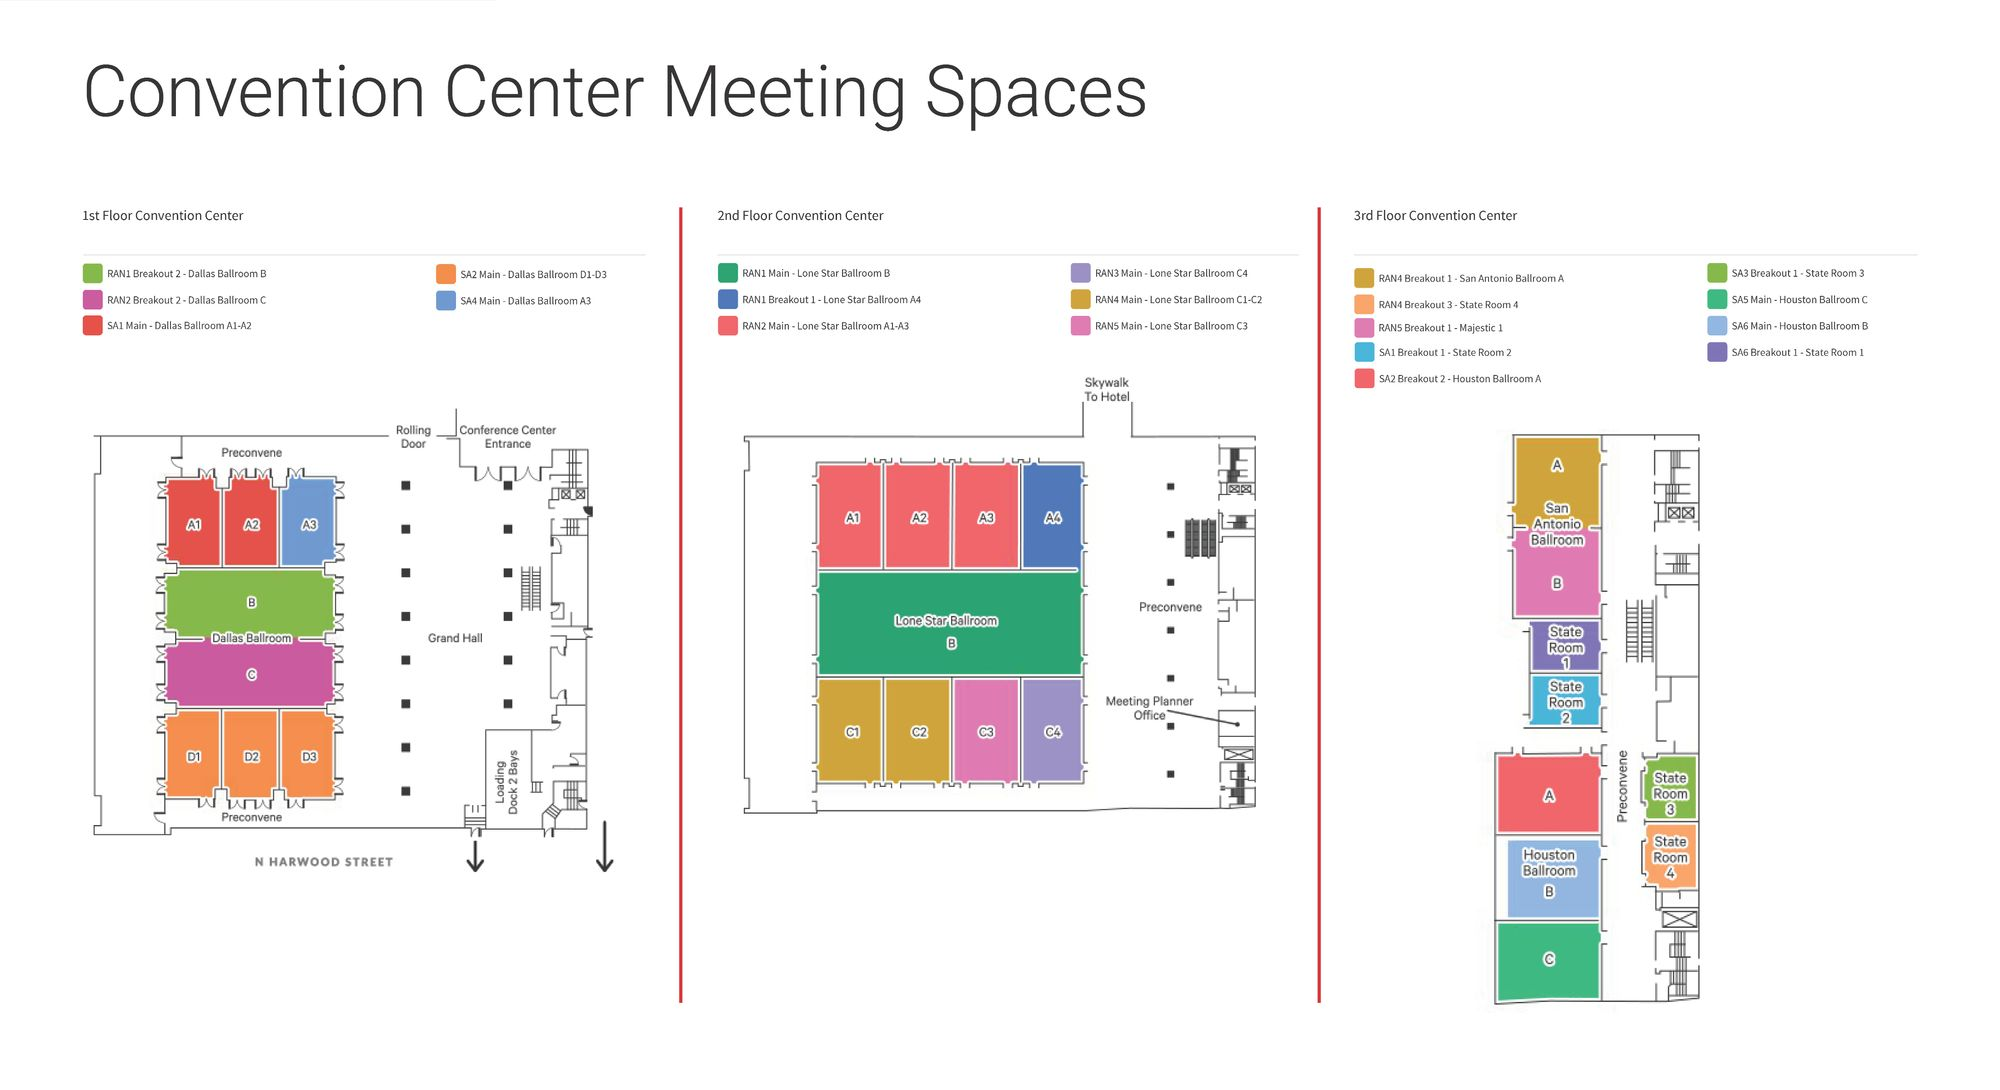 Convention Center Meeting Spaces
1st Floor Convention Center
RAN1 Breakout 2 - Dallas Ballroom B
RAN2 Breakout 2 - Dallas Ballroom C
SA1 Main - Dallas Ballroom A1-A2
SA2 Main - Dallas Ballroom D1-D3
SA4 Main - Dallas Ballroom A3
Rolling
Door
Conference Center
Entrance
Preconvene
A1
A2
A3
B
Dallas Ballroom
C
Grand Hall
D1
D2
D3
Preconvene
Loading
Dock 2 Bays
N HARWOOD STREET
2nd Floor Convention Center
RAN1 Main - Lone Star Ballroom B
RAN1 Breakout 1 - Lone Star Ballroom A4
RAN2 Main - Lone Star Ballroom A1-A3
RAN3 Main - Lone Star Ballroom C4
RAN4 Main - Lone Star Ballroom C1-C2
RAN5 Main - Lone Star Ballroom C3
Skywalk
To Hotel
A1
A2
A3
A4
Lone Star Ballroom
B
Preconvene
C1
C2
C3
C4
Meeting Planner
Office
3rd Floor Convention Center
RAN4 Breakout 1 - San Antonio Ballroom A
RAN4 Breakout 3 - State Room 4
RAN5 Breakout 1 - Majestic 1
SA1 Breakout 1 - State Room 2
SA2 Breakout 2 - Houston Ballroom A
SA3 Breakout 1 - State Room 3
SA5 Main - Houston Ballroom C
SA6 Main - Houston Ballroom B
SA6 Breakout 1 - State Room 1
A
San
Antonio
Ballroom
B
State
Room
1
State
Room
2
Preconvene
A
State
Room
3
State
Room
4
Houston
Ballroom
B
C